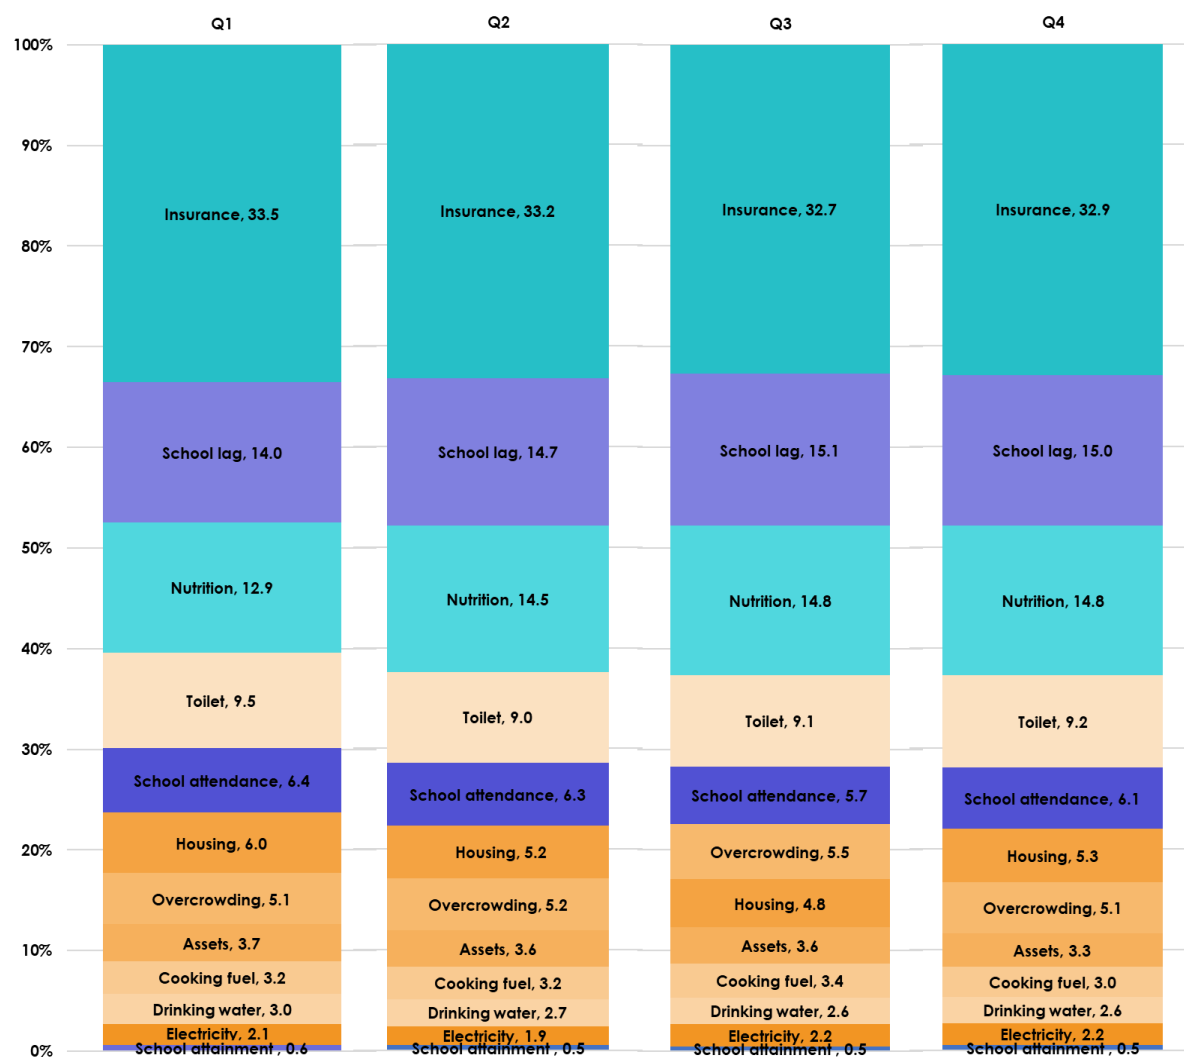 Q1
Q2
Q3
Q4
100%
90%
80%
70%
60%
50%
40%
30%
20%
10%
0%
Insurance, 33.5
School lag, 14.0
Nutrition, 12.9
Toilet, 9.5
School attendance, 6.4
Housing, 6.0
Overcrowding, 5.1
Assets, 3.7
Cooking fuel, 3.2
Drinking water, 3.0
Electricity, 2.1
School attainment , 0.6
Insurance, 33.2
School lag, 14.7
Nutrition, 14.5
Toilet, 9.0
School attendance, 6.3
Housing, 5.2
Overcrowding, 5.2
Assets, 3.6
Cooking fuel, 3.2
Drinking water, 2.7
Electricity, 1.9
School attainment , 0.5
Insurance, 32.7
School lag, 15.1
Nutrition, 14.8
Toilet, 9.1
School attendance, 5.7
Overcrowding, 5.5
Housing, 4.8
Assets, 3.6
Cooking fuel, 3.4
Drinking water, 2.6
Electricity, 2.2
School attainment , 0.5
Insurance, 32.9
School lag, 15.0
Nutrition, 14.8
Toilet, 9.2
School attendance, 6.1
Housing, 5.3
Overcrowding, 5.1
Assets, 3.3
Cooking fuel, 3.0
Drinking water, 2.6
Electricity, 2.2
School attainment , 0.5